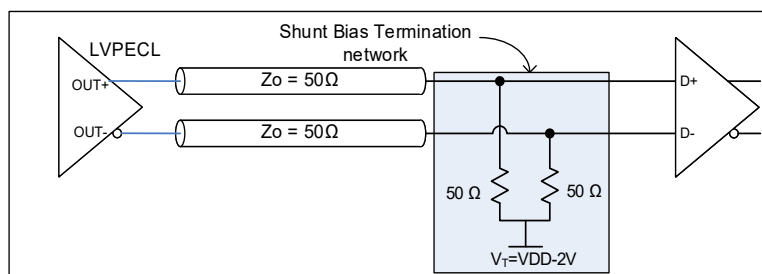 Shunt Bias Termination
network
LVPECL
OUT+
Zo = 50Ω
D+
OUT-
Zo = 50Ω
D-
50 Ω
50 Ω
VT=VDD-2V